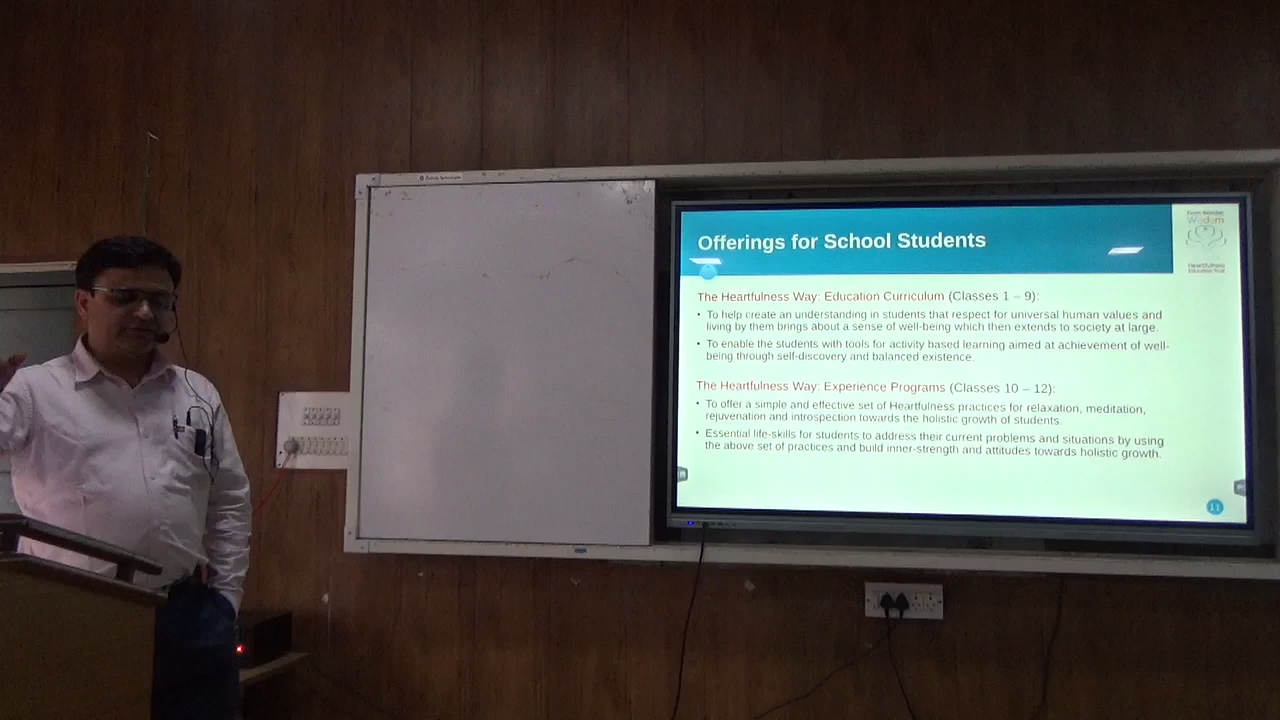 Offerings for School Students
The Heartfulness Way: Education Curriculum (Classes 1 – 9):
• To help create an understanding in students that respect for universal human values and
living by them brings about a sense of well-being which then extends to society at large.
• To enable the students with tools for activity based learning aimed at achievement of well-
being through self-discovery and balanced existence.
The Heartfulness Way: Experience Programs (Classes 10 – 12):
• To offer a simple and effective set of Heartfulness practices for relaxation, meditation,
rejuvenation and introspection towards the holistic growth of students.
• Essential life-skills for students to address their current problems and situations by using
the above set of practices and build inner-strength and attitudes towards holistic growth.
Wisdom
Heartfulness
Education Trust
11